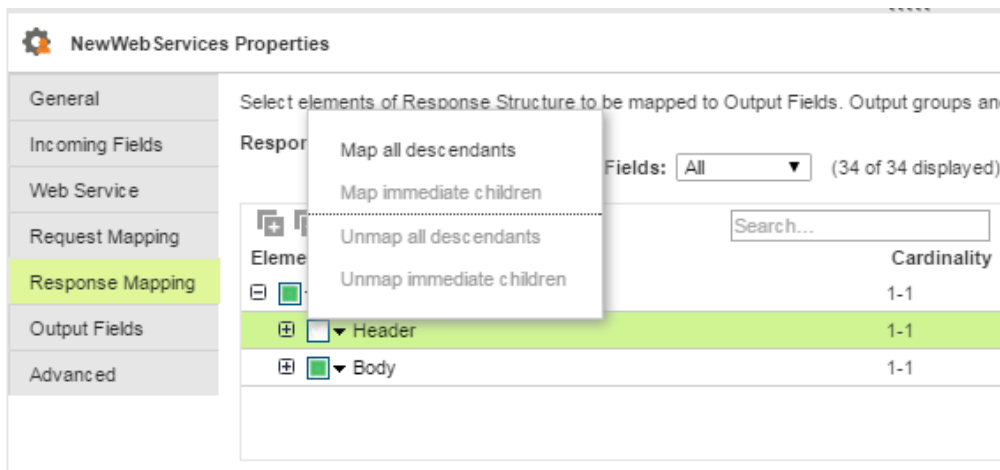 NewWebServices Properties
General
Incoming Fields
Web Service
Request Mapping
Response Mapping
Output Fields
Advanced
Select elements of Response Structure to be mapped to Output Fields. Output groups
Map all descendants
Map immediate children
Unmap all descendants
Unmap immediate children
Fields: All (34 of 34 displayed)
Search...
Cardinality
1-1
Header 1-1
Body 1-1